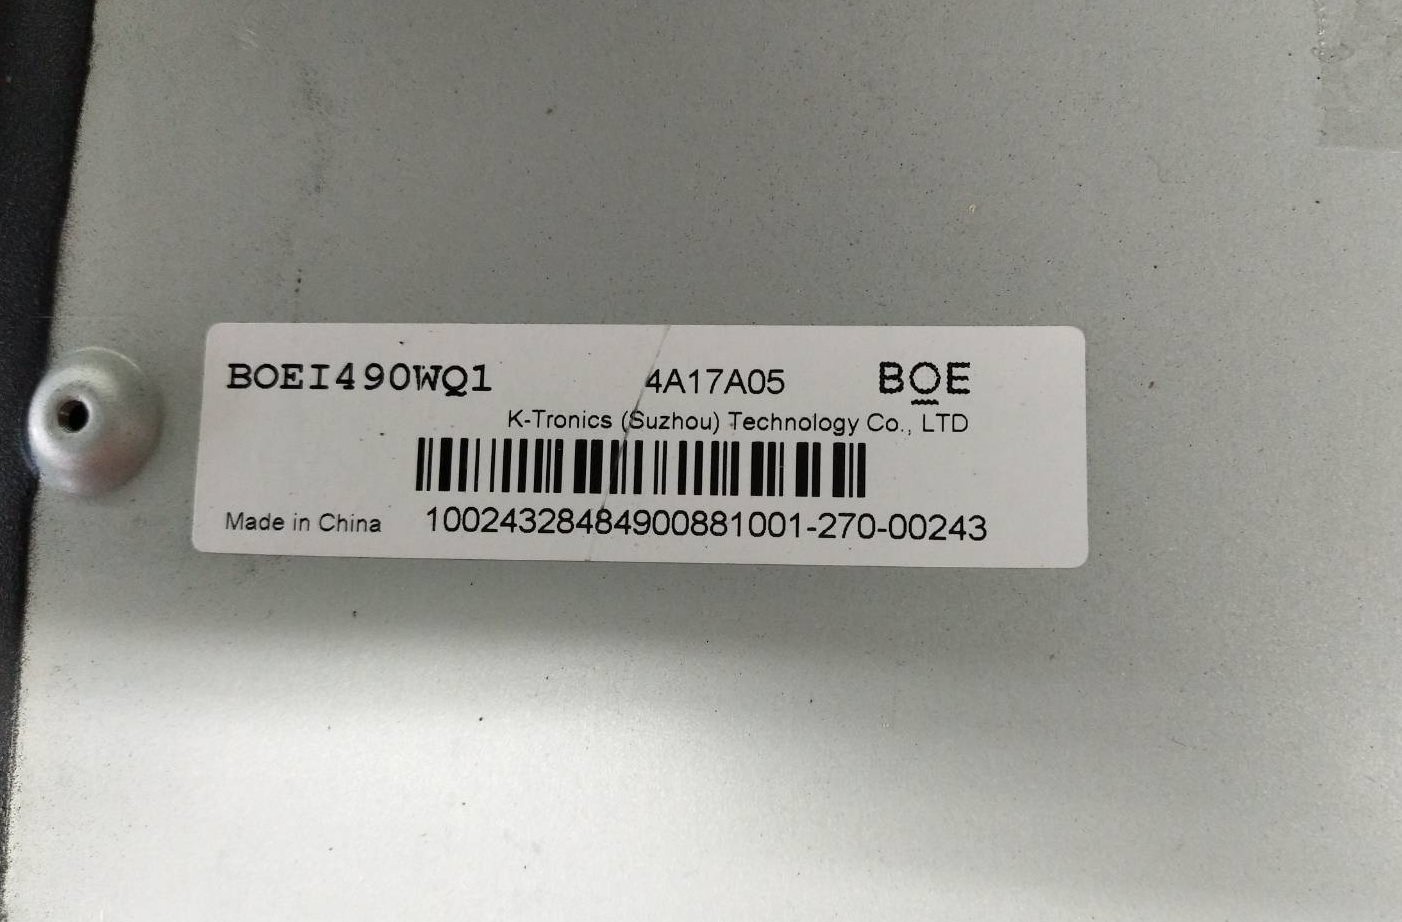 BOEI490WQ1 4A17A05 BOE
K-Tronics (Suzhou) Technology Co., LTD
Made in China 10024328484900881001-270-00243